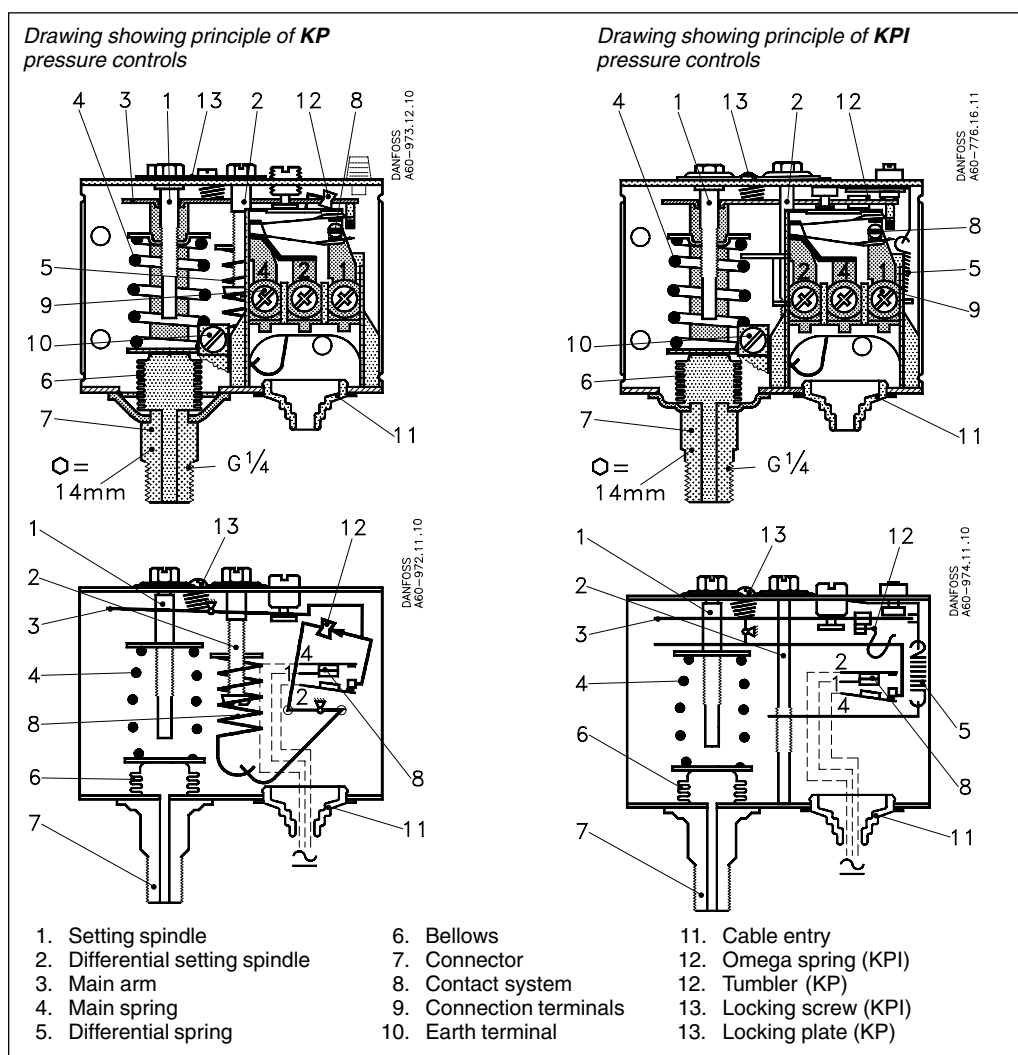 Drawing showing principle of KP
pressure controls
Drawing showing principle of KPI
pressure controls
4 3 1 13 2 12 8
DANFOSS
A60-973.12.10
5
9
10
6
7
4 2 1
⬡=
14mm
G 1/4
11
4 1 13 2 12
DANFOSS
A60-776.16.11
8
5
9
10
6
7
2 4 1
⬡=
14mm
G 1/4
11
1
13
12
2
3
4
8
6
7
4
1
2
8
11
DANFOSS
A60-972.11.10
1
13
12
2
3
4
6
7
2
1
4
5
8
11
DANFOSS
A60-974.11.10
1. Setting spindle
2. Differential setting spindle
3. Main arm
4. Main spring
5. Differential spring
6. Bellows
7. Connector
8. Contact system
9. Connection terminals
10. Earth terminal
11. Cable entry
12. Omega spring (KPI)
12. Tumbler (KP)
13. Locking screw (KPI)
13. Locking plate (KP)